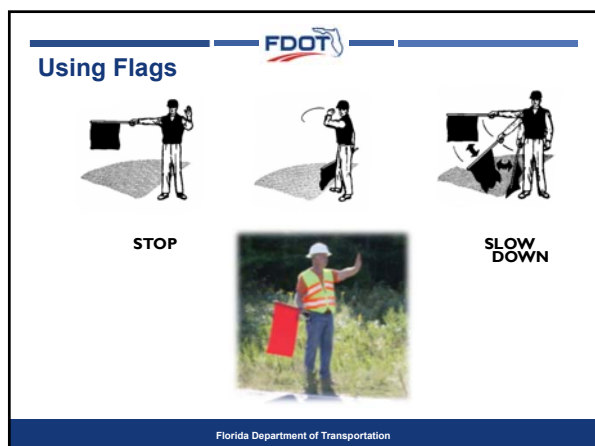 FDOT
Using Flags
STOP
SLOW
DOWN
Florida Department of Transportation